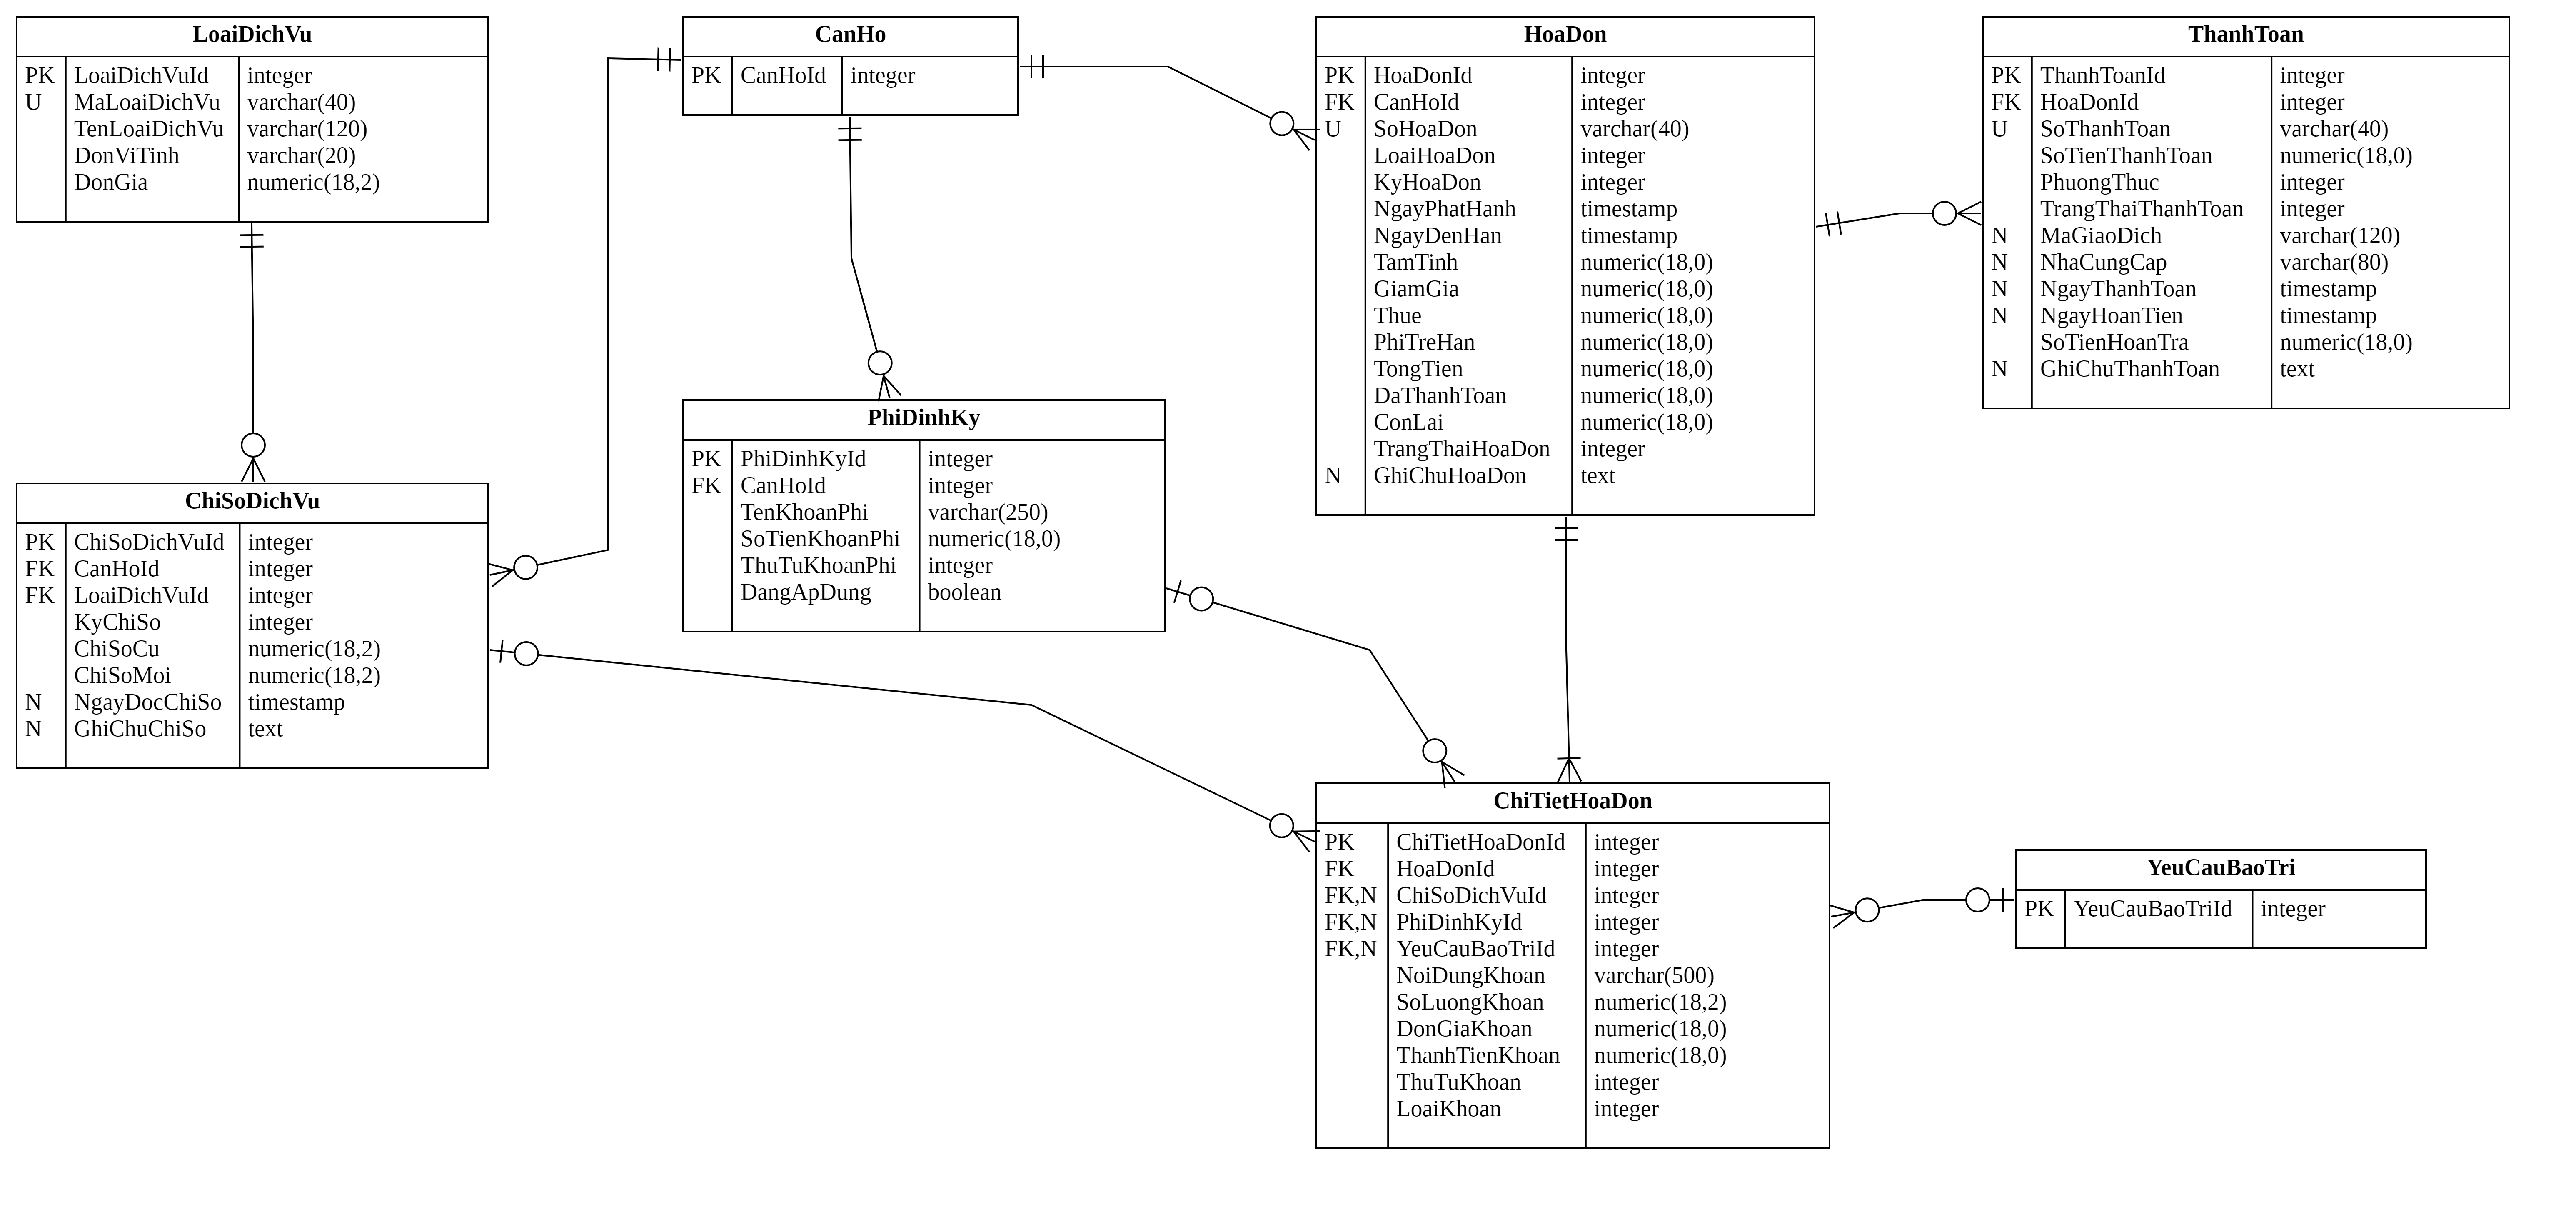 LoaiDichVu
PK LoaiDichVuId integer
U MaLoaiDichVu varchar(40)
TenLoaiDichVu varchar(120)
DonViTinh varchar(20)
DonGia numeric(18,2)
CanHo
PK CanHoId integer
HoaDon
PK HoaDonId integer
FK CanHoId integer
U SoHoaDon varchar(40)
LoaiHoaDon integer
KyHoaDon integer
NgayPhatHanh timestamp
NgayDenHan timestamp
TamTinh numeric(18,0)
GiamGia numeric(18,0)
Thue numeric(18,0)
PhiTreHan numeric(18,0)
TongTien numeric(18,0)
DaThanhToan numeric(18,0)
ConLai numeric(18,0)
TrangThaiHoaDon integer
N GhiChuHoaDon text
ThanhToan
PK ThanhToanId integer
FK HoaDonId integer
U SoThanhToan varchar(40)
SoTienThanhToan numeric(18,0)
PhuongThuc integer
TrangThaiThanhToan integer
N MaGiaoDich varchar(120)
N NhaCungCap varchar(80)
N NgayThanhToan timestamp
N NgayHoanTien timestamp
SoTienHoanTra numeric(18,0)
N GhiChuThanhToan text
PhiDinhKy
PK PhiDinhKyId integer
FK CanHoId integer
TenKhoanPhi varchar(250)
SoTienKhoanPhi numeric(18,0)
ThuTuKhoanPhi integer
DangApDung boolean
ChiSoDichVu
PK ChiSoDichVuId integer
FK CanHoId integer
FK LoaiDichVuId integer
KyChiSo integer
ChiSoCu numeric(18,2)
ChiSoMoi numeric(18,2)
N NgayDocChiSo timestamp
N GhiChuChiSo text
ChiTietHoaDon
PK ChiTietHoaDonId integer
FK HoaDonId integer
FK,N ChiSoDichVuId integer
FK,N PhiDinhKyId integer
FK,N YeuCauBaoTriId integer
NoiDungKhoan varchar(500)
SoLuongKhoan numeric(18,2)
DonGiaKhoan numeric(18,0)
ThanhTienKhoan numeric(18,0)
ThuTuKhoan integer
LoaiKhoan integer
YeuCauBaoTri
PK YeuCauBaoTriId integer